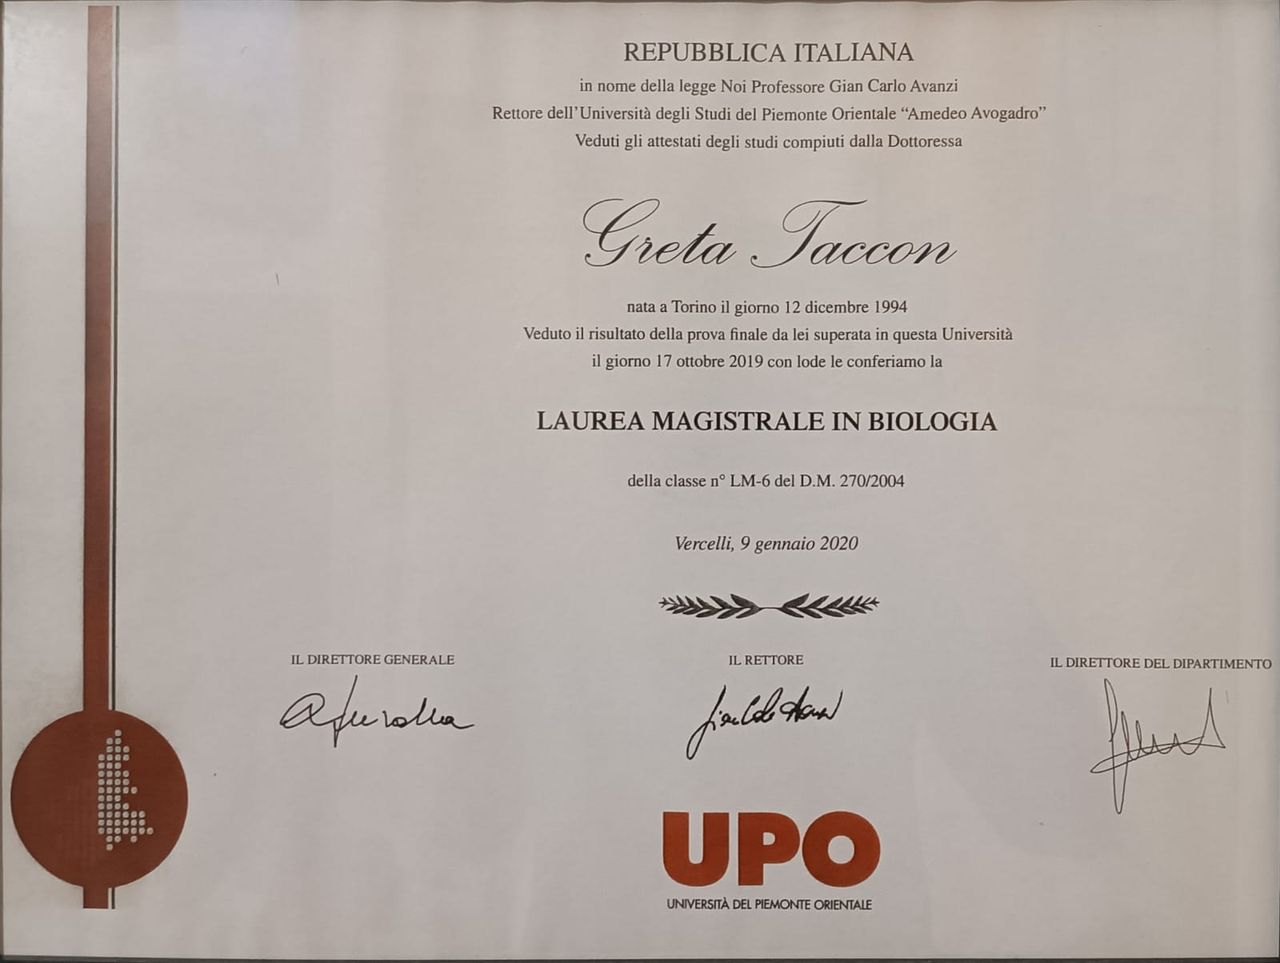 REPUBBLICA ITALIANA
in nome della legge Noi Professore Gian Carlo Avanzi
Rettore dell'Università degli Studi del Piemonte Orientale “Amedeo Avogadro”
Veduti gli attestati degli studi compiuti dalla Dottoressa
Greta Taccon
nata a Torino il giorno 12 dicembre 1994
Veduto il risultato della prova finale da lei superata in questa Università
il giorno 17 ottobre 2019 con lode le conferiamo la
LAUREA MAGISTRALE IN BIOLOGIA
della classe n° LM-6 del D.M. 270/2004
Vercelli, 9 gennaio 2020
IL DIRETTORE GENERALE
IL RETTORE
IL DIRETTORE DEL DIPARTIMENTO
UPO
UNIVERSITÀ DEL PIEMONTE ORIENTALE